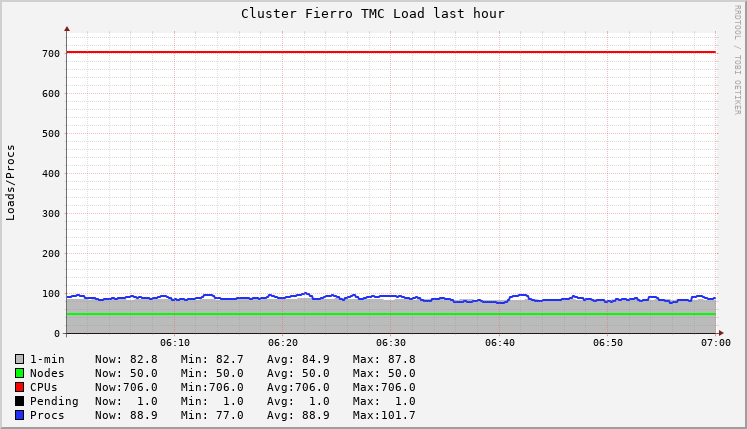 Cluster Fierro TMC Load last hour
RRDTOOL / TOBI OETIKER
Loads/Procs
700
600
500
400
300
200
100
0
06:10 06:20 06:30 06:40 06:50 07:00
1-min Now: 82.8 Min: 82.7 Avg: 84.9 Max: 87.8
Nodes Now: 50.0 Min: 50.0 Avg: 50.0 Max: 50.0
CPUs Now:706.0 Min:706.0 Avg:706.0 Max:706.0
Pending Now: 1.0 Min: 1.0 Avg: 1.0 Max: 1.0
Procs Now: 88.9 Min: 77.0 Avg: 88.9 Max:101.7